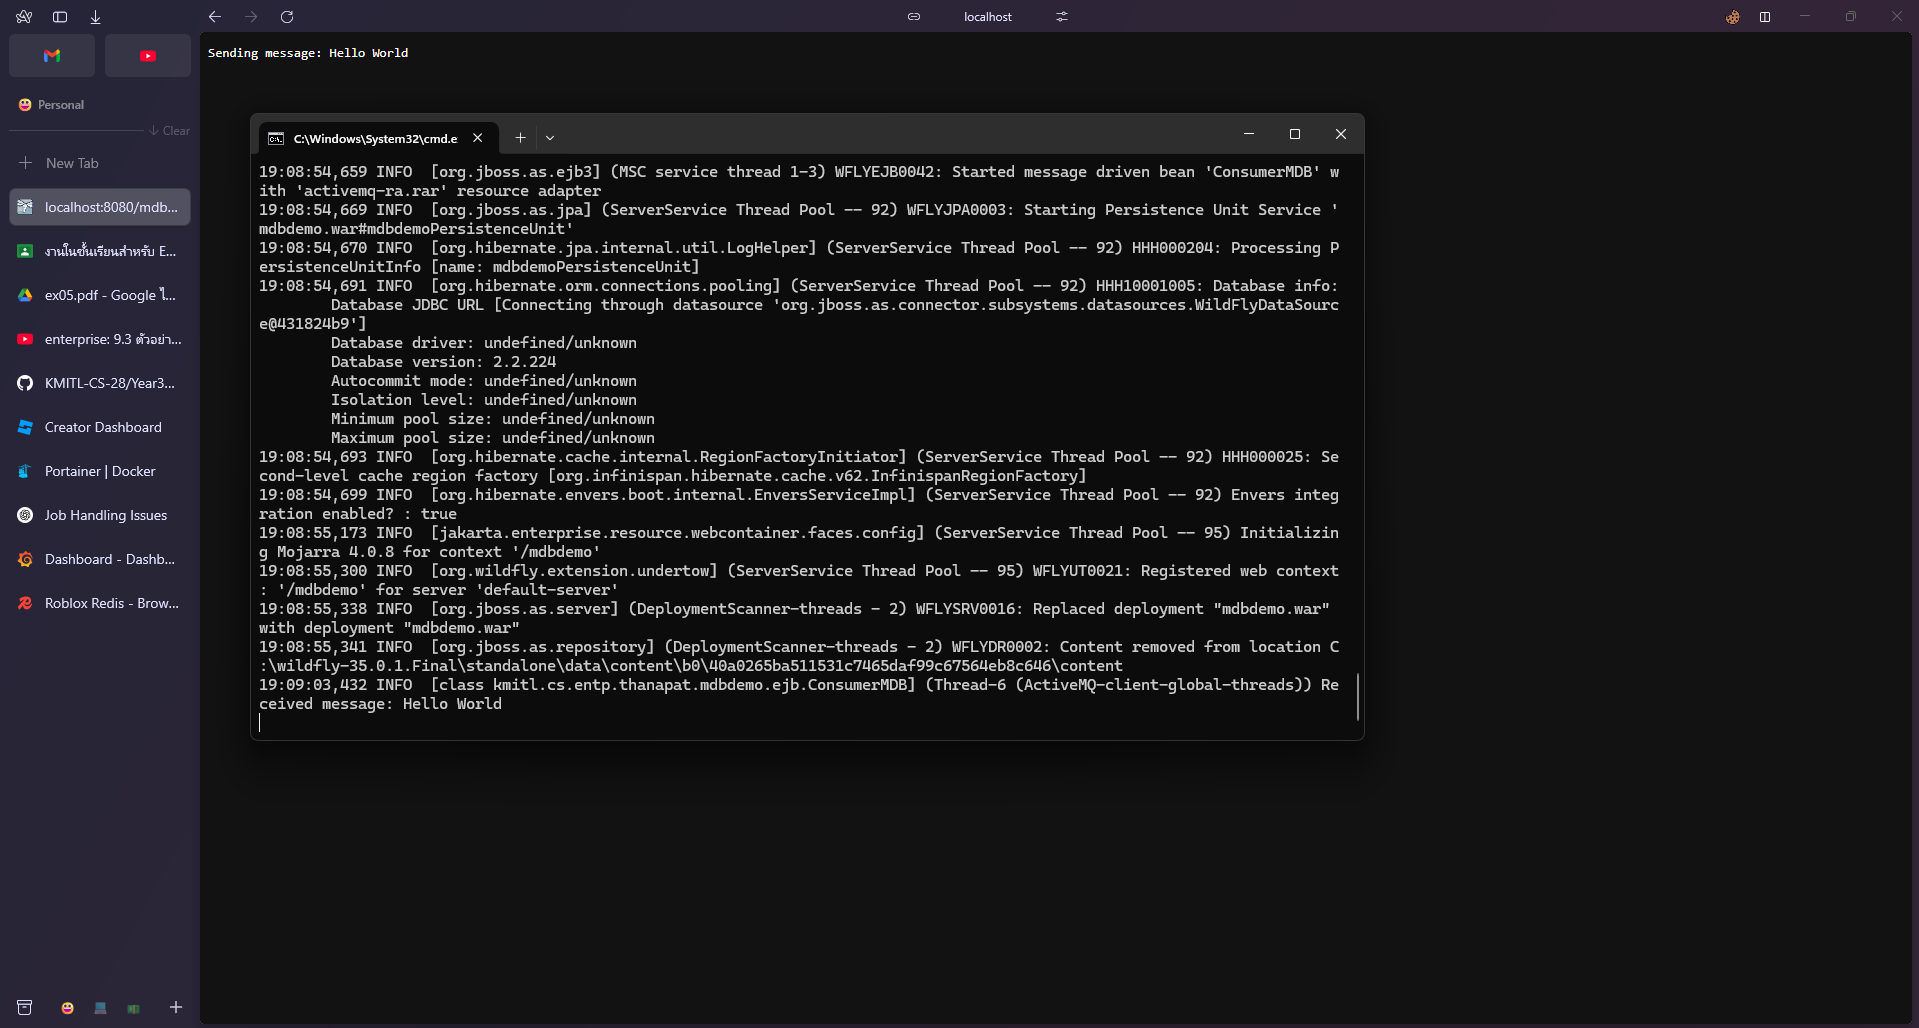 localhost
Personal
Clear
New Tab
localhost:8080/mdb...
งานในชั้นเรียนสำหรับ E...
ex05.pdf - Google ไ...
enterprise: 9.3 ตัวอย่า...
KMITL-CS-28/Year3...
Creator Dashboard
Portainer | Docker
Job Handling Issues
Dashboard - Dashb...
Roblox Redis - Brow...
Sending message: Hello World
C:\Windows\System32\cmd.e
19:08:54,659 INFO  [org.jboss.as.ejb3] (MSC service thread 1-3) WFLYEJB0042: Started message driven bean 'ConsumerMDB' w
ith 'activemq-ra.rar' resource adapter
19:08:54,669 INFO  [org.jboss.as.jpa] (ServerService Thread Pool -- 92) WFLYJPA0003: Starting Persistence Unit Service '
mdbdemo.war#mdbdemoPersistenceUnit'
19:08:54,670 INFO  [org.hibernate.jpa.internal.util.LogHelper] (ServerService Thread Pool -- 92) HHH000204: Processing P
ersistenceUnitInfo [name: mdbdemoPersistenceUnit]
19:08:54,691 INFO  [org.hibernate.orm.connections.pooling] (ServerService Thread Pool -- 92) HHH10001005: Database info:
Database JDBC URL [Connecting through datasource 'org.jboss.as.connector.subsystems.datasources.WildFlyDataSourc
e@431824b9']
Database driver: undefined/unknown
Database version: 2.2.224
Autocommit mode: undefined/unknown
Isolation level: undefined/unknown
Minimum pool size: undefined/unknown
Maximum pool size: undefined/unknown
19:08:54,693 INFO  [org.hibernate.cache.internal.RegionFactoryInitiator] (ServerService Thread Pool -- 92) HHH000025: Se
cond-level cache region factory [org.infinispan.hibernate.cache.v62.InfinispanRegionFactory]
19:08:54,699 INFO  [org.hibernate.envers.boot.internal.EnversServiceImpl] (ServerService Thread Pool -- 92) Envers integ
ration enabled? : true
19:08:55,173 INFO  [jakarta.enterprise.resource.webcontainer.faces.config] (ServerService Thread Pool -- 95) Initializin
g Mojarra 4.0.8 for context '/mdbdemo'
19:08:55,300 INFO  [org.wildfly.extension.undertow] (ServerService Thread Pool -- 95) WFLYUT0021: Registered web context
: '/mdbdemo' for server 'default-server'
19:08:55,338 INFO  [org.jboss.as.server] (DeploymentScanner-threads - 2) WFLYSRV0016: Replaced deployment "mdbdemo.war"
with deployment "mdbdemo.war"
19:08:55,341 INFO  [org.jboss.as.repository] (DeploymentScanner-threads - 2) WFLYDR0002: Content removed from location C
:\wildfly-35.0.1.Final\standalone\data\content\b0\40a0265ba511531c7465daf99c67564eb8c646\content
19:09:03,432 INFO  [class kmitl.cs.entp.thanapat.mdbdemo.ejb.ConsumerMDB] (Thread-6 (ActiveMQ-client-global-threads)) Re
ceived message: Hello World